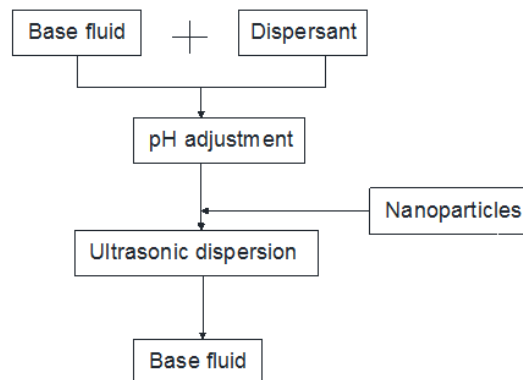 Base fluid + Dispersant
pH adjustment
Nanoparticles
Ultrasonic dispersion
Base fluid